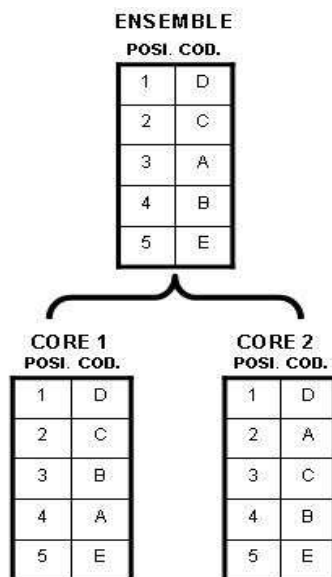 ENSEMBLE
POSI. COD.
1 D
2 C
3 A
4 B
5 E
CORE 1
POSI. COD.
1 D
2 C
3 B
4 A
5 E
CORE 2
POSI. COD.
1 D
2 A
3 C
4 B
5 E